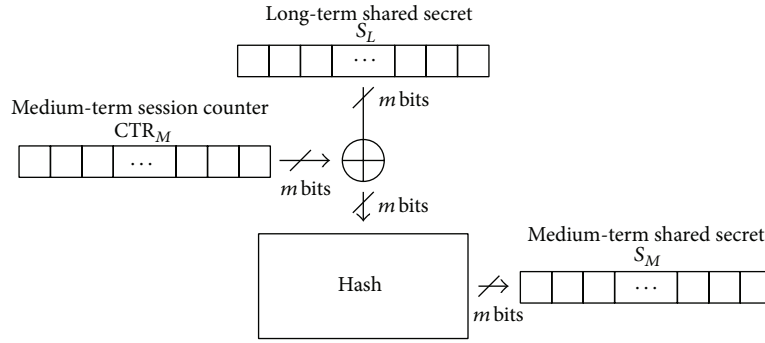 Long-term shared secret
S_L
...
m bits
Medium-term session counter
CTR_M
...
m bits
m bits
Hash
Medium-term shared secret
S_M
...
m bits